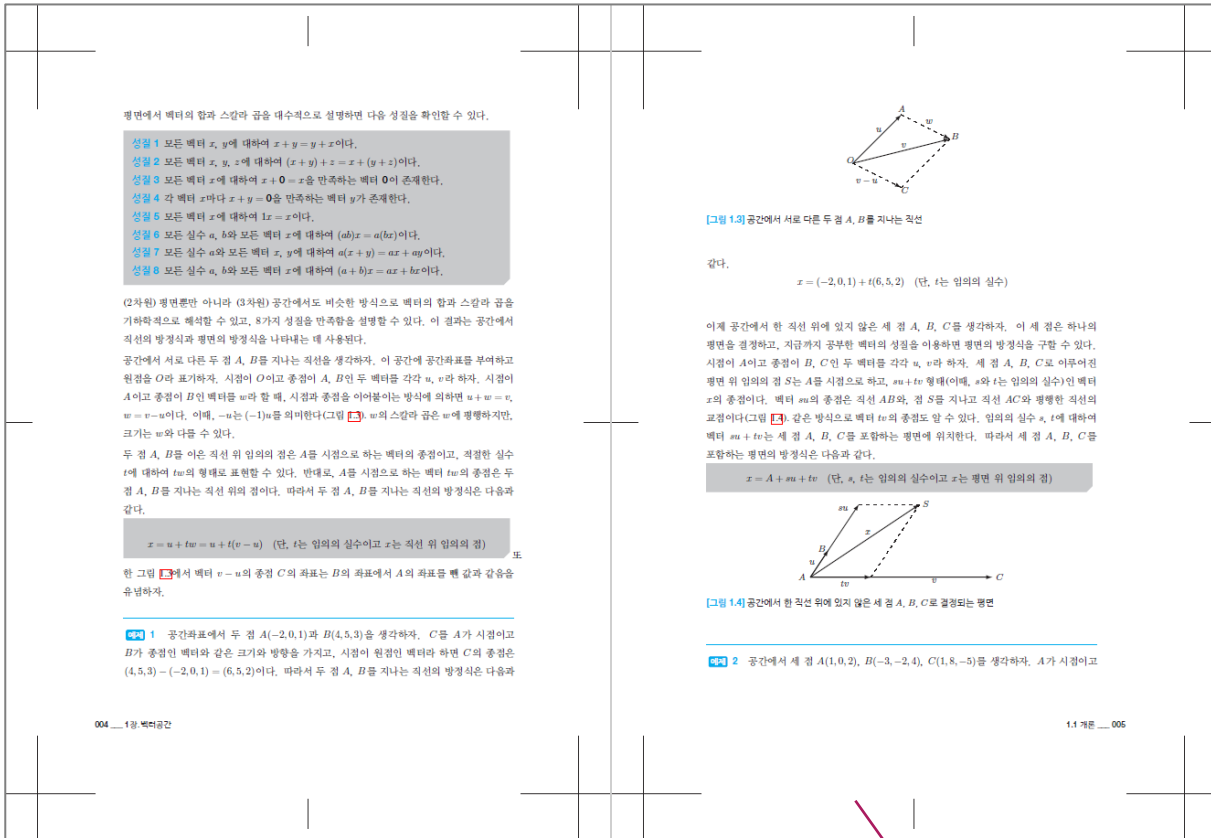 평면에서 벡터의 합과 스칼라 곱을 대수적으로 설명하면 다음 성질을 확인할 수 있다.
성질 1 모든 벡터 x, y에 대하여 x + y = y + x이다.
성질 2 모든 벡터 x, y, z에 대하여 (x + y) + z = x + (y + z)이다.
성질 3 모든 벡터 x에 대하여 x + 0 = x을 만족하는 벡터 0이 존재한다.
성질 4 각 벡터 x마다 x + y = 0을 만족하는 벡터 y가 존재한다.
성질 5 모든 벡터 x에 대하여 1x = x이다.
성질 6 모든 실수 a, b와 모든 벡터 x에 대하여 (ab)x = a(bx)이다.
성질 7 모든 실수 a와 모든 벡터 x, y에 대하여 a(x + y) = ax + ay이다.
성질 8 모든 실수 a, b와 모든 벡터 x에 대하여 (a + b)x = ax + bx이다.
(2차원) 평면뿐만 아니라 (3차원) 공간에서도 비슷한 방식으로 벡터의 합과 스칼라 곱을
기하학적으로 해석할 수 있고, 8가지 성질을 만족함을 설명할 수 있다. 이 결과는 공간에서
직선의 방정식과 평면의 방정식을 나타내는 데 사용된다.
공간에서 서로 다른 두 점 A, B를 지나는 직선을 생각하자. 이 공간에 공간좌표를 부여하고
원점을 O라 표기하자. 시점이 O이고 종점이 A, B인 두 벡터를 각각 u, v라 하자. 시점이
A이고 종점이 B인 벡터를 w라 할 때, 시점과 종점을 이어붙이는 방식에 의하면 u + w = v,
w = v−u이다. 이때, −u는 (−1)u를 의미한다(그림 1.3). w의 스칼라 곱은 w에 평행하지만,
크기는 w와 다를 수 있다.
두 점 A, B를 이은 직선 위 임의의 점은 A를 시점으로 하는 벡터의 종점이고, 적절한 실수
t에 대하여 tw의 형태로 표현할 수 있다. 반대로, A를 시점으로 하는 벡터 tw의 종점은 두
점 A, B를 지나는 직선 위의 점이다. 따라서 두 점 A, B를 지나는 직선의 방정식은 다음과
같다.
x = u + tw = u + t(v − u) (단, t는 임의의 실수이고 x는 직선 위 임의의 점)
또
한 그림 1.3에서 벡터 v − u의 종점 C의 좌표는 B의 좌표에서 A의 좌표를 뺀 값과 같음을
유념하자.
예제 1 공간좌표에서 두 점 A(−2, 0, 1)과 B(4, 5, 3)을 생각하자. C를 A가 시점이고
B가 종점인 벡터와 같은 크기와 방향을 가지고, 시점이 원점인 벡터라 하면 C의 종점은
(4, 5, 3) − (−2, 0, 1) = (6, 5, 2)이다. 따라서 두 점 A, B를 지나는 직선의 방정식은 다음과
004 __ 1장. 벡터공간
A
w
u
B
v
O
v − u
C
[그림 1.3] 공간에서 서로 다른 두 점 A, B를 지나는 직선
같다.
x = (−2, 0, 1) + t(6, 5, 2) (단, t는 임의의 실수)
이제 공간에서 한 직선 위에 있지 않은 세 점 A, B, C를 생각하자. 이 세 점은 하나의
평면을 결정하고, 지금까지 공부한 벡터의 성질을 이용하면 평면의 방정식을 구할 수 있다.
시점이 A이고 종점이 B, C인 두 벡터를 각각 u, v라 하자. 세 점 A, B, C로 이루어진
평면 위 임의의 점 S는 A를 시점으로 하고, su+tv 형태(이때, s와 t는 임의의 실수)인 벡터
x의 종점이다. 벡터 su의 종점은 직선 AB와, 점 S를 지나고 직선 AC와 평행한 직선의
교점이다(그림 1.4). 같은 방식으로 벡터 tv의 종점도 알 수 있다. 임의의 실수 s, t에 대하여
벡터 su + tv는 세 점 A, B, C를 포함하는 평면에 위치한다. 따라서 세 점 A, B, C를
포함하는 평면의 방정식은 다음과 같다.
x = A + su + tv (단, s, t는 임의의 실수이고 x는 평면 위 임의의 점)
su
S
x
B
u
A
tv
v
C
[그림 1.4] 공간에서 한 직선 위에 있지 않은 세 점 A, B, C로 결정되는 평면
예제 2 공간에서 세 점 A(1, 0, 2), B(−3, −2, 4), C(1, 8, −5)를 생각하자. A가 시점이고
1.1 개론 __ 005